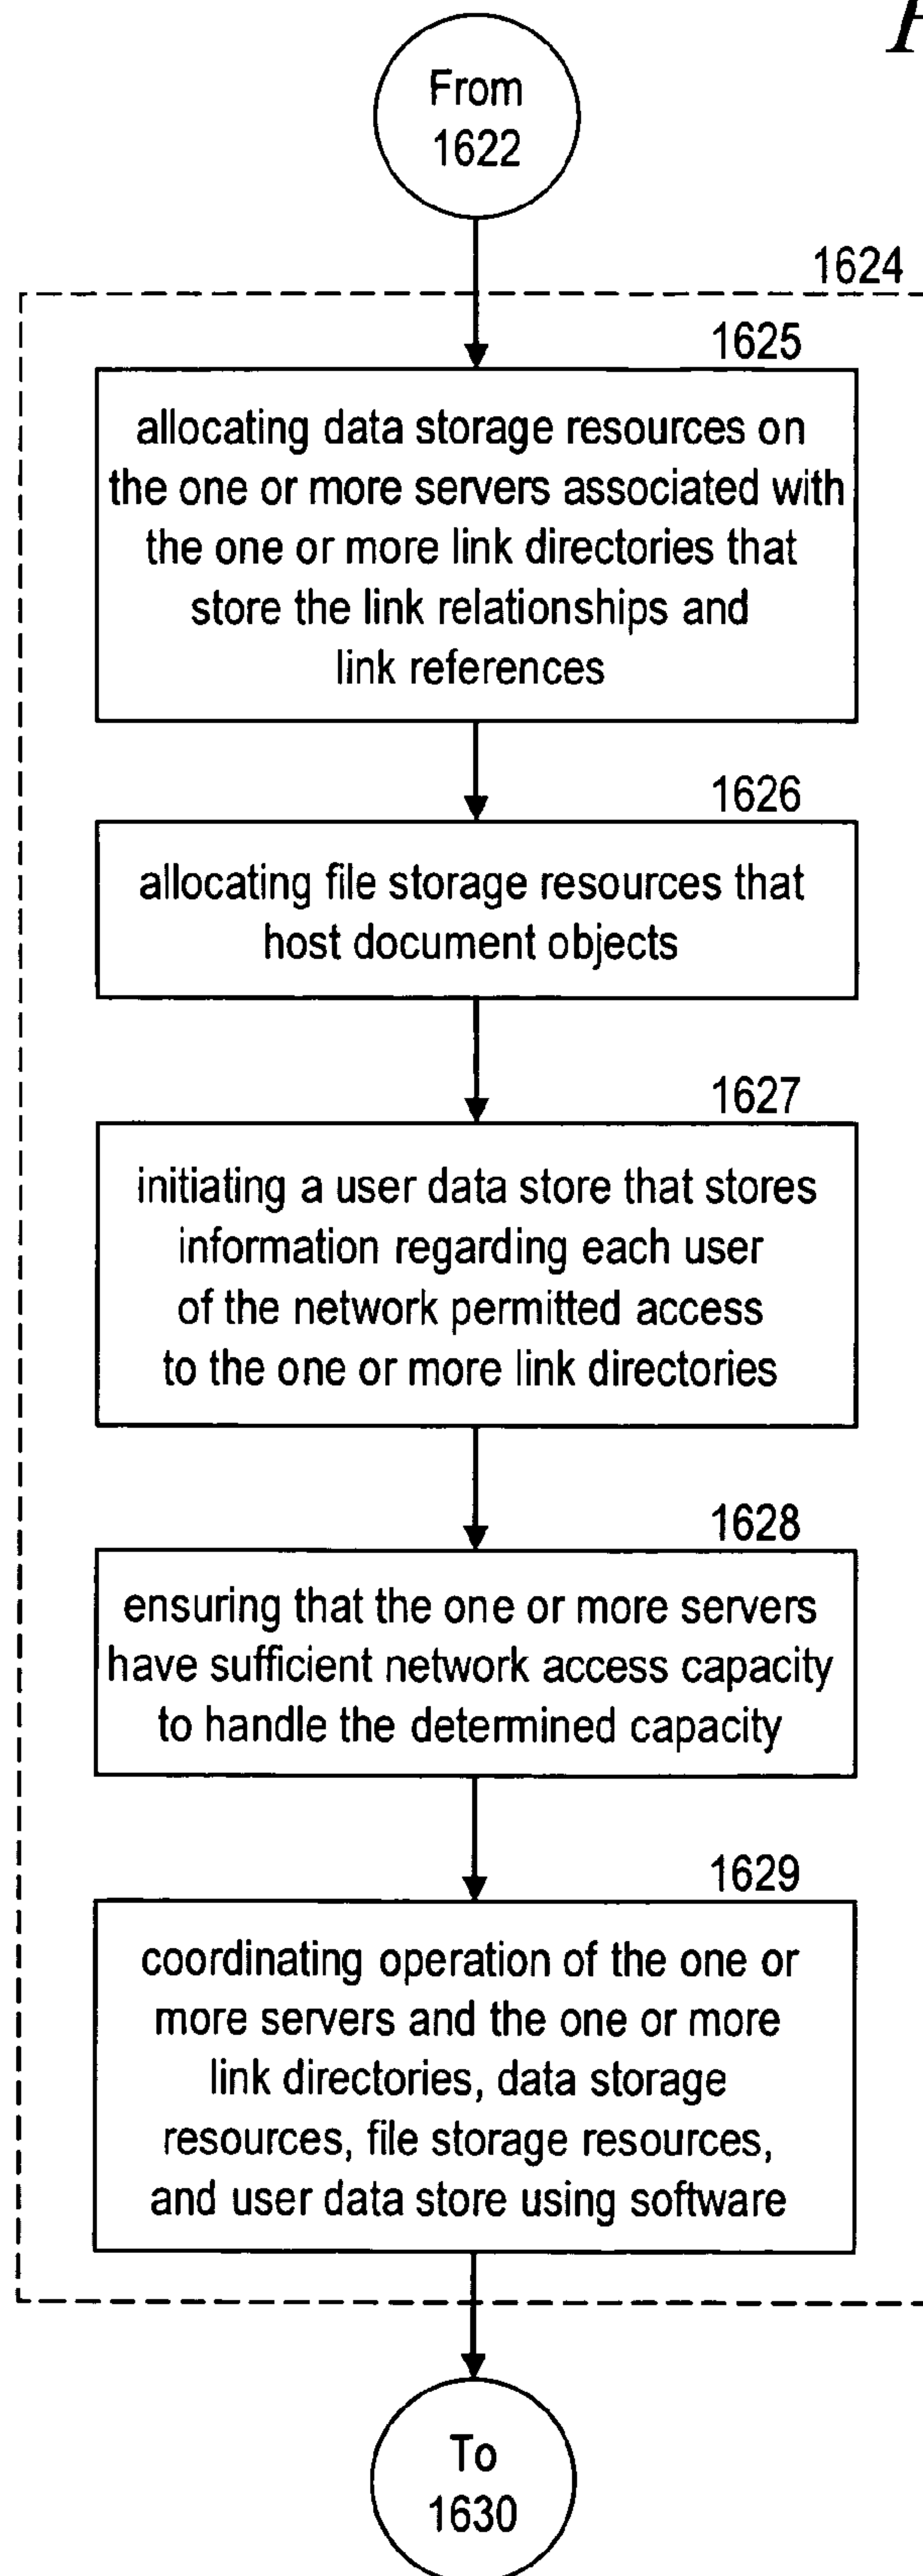 From
1622
1624
1625
allocating data storage resources on
the one or more servers associated with
the one or more link directories that
store the link relationships and
link references
1626
allocating file storage resources that
host document objects
1627
initiating a user data store that stores
information regarding each user
of the network permitted access
to the one or more link directories
1628
ensuring that the one or more servers
have sufficient network access capacity
to handle the determined capacity
1629
coordinating operation of the one or
more servers and the one or more
link directories, data storage
resources, file storage resources,
and user data store using software
To
1630